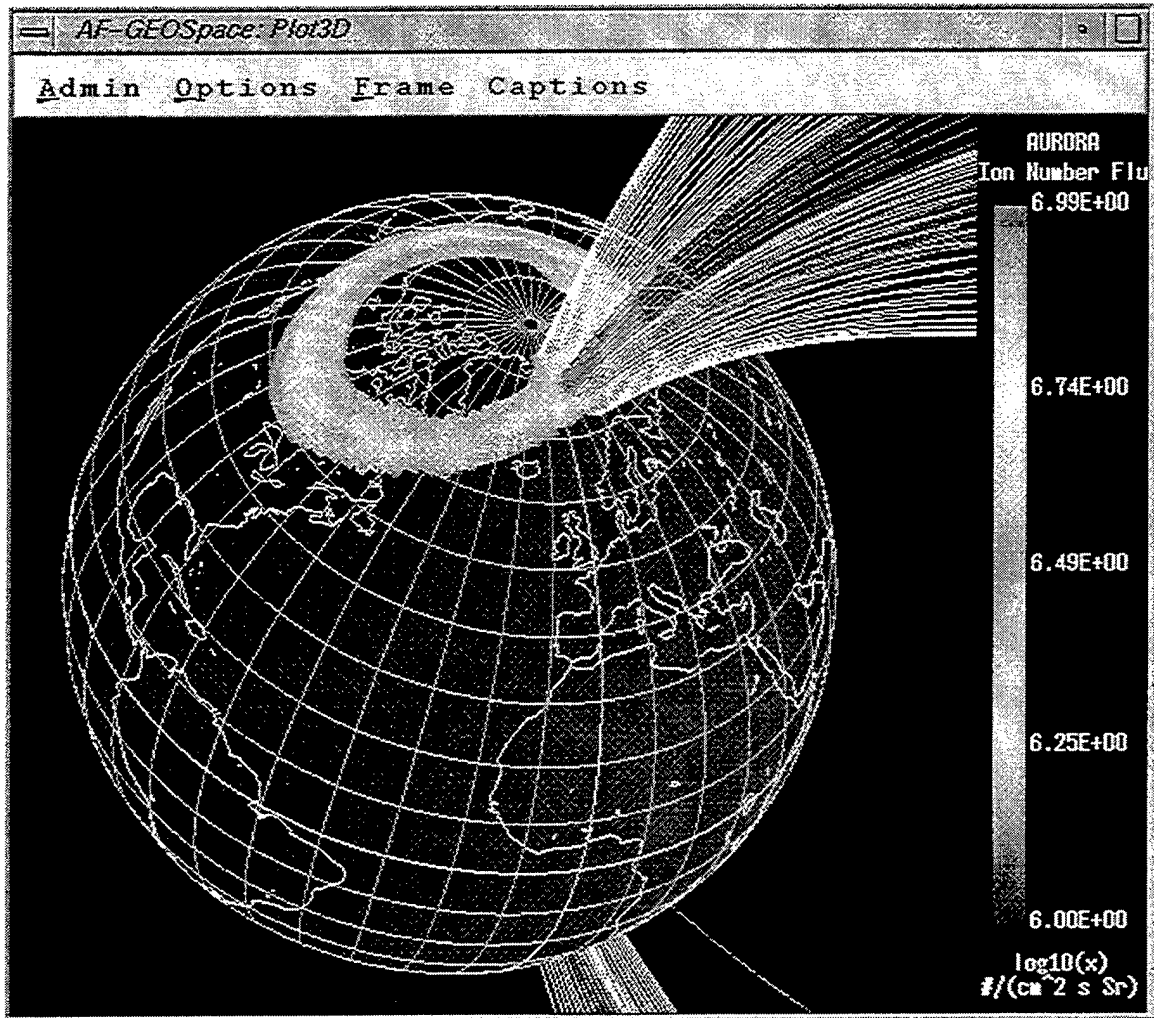 AF-GEOSpace: Plot3D
Admin Options Frame Captions
AURORA
Ion Number Flu
6.99E+00
6.74E+00
6.49E+00
6.25E+00
6.00E+00
log10(x)
#/(cm^2 s Sr)